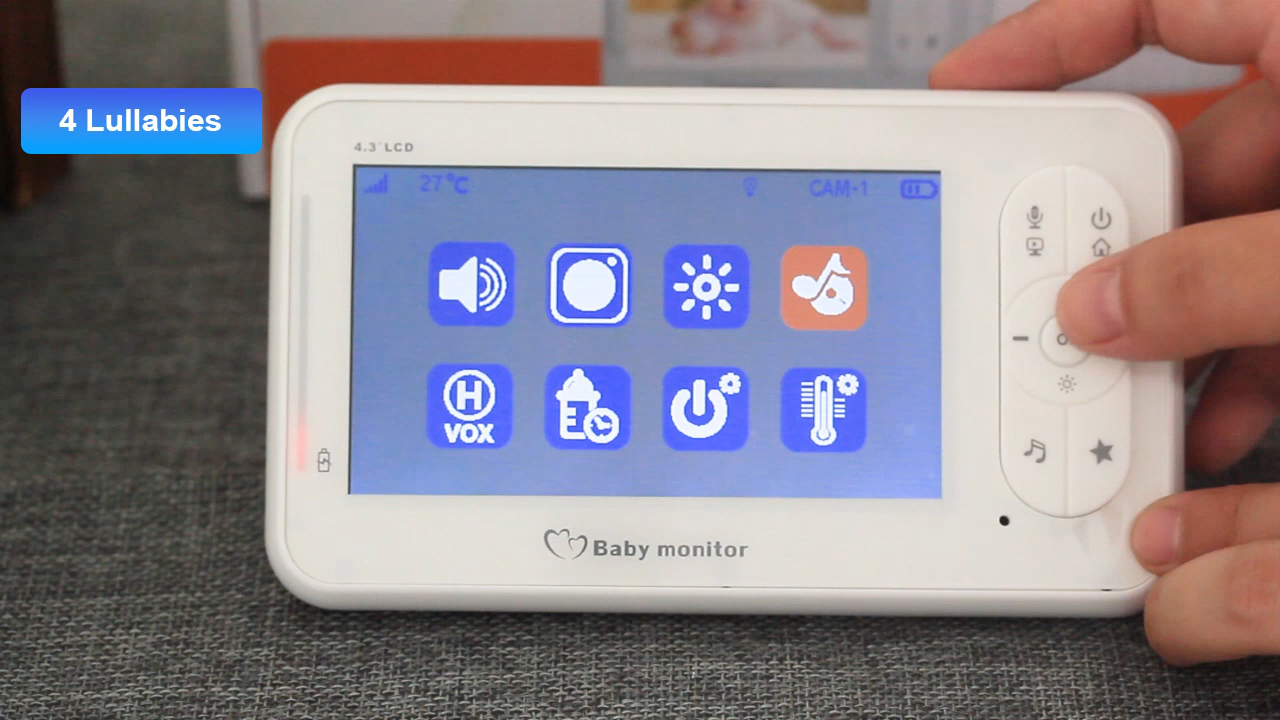 4 Lullabies
4.3" LCD
27°C
CAM-1
H
VOX
Baby monitor